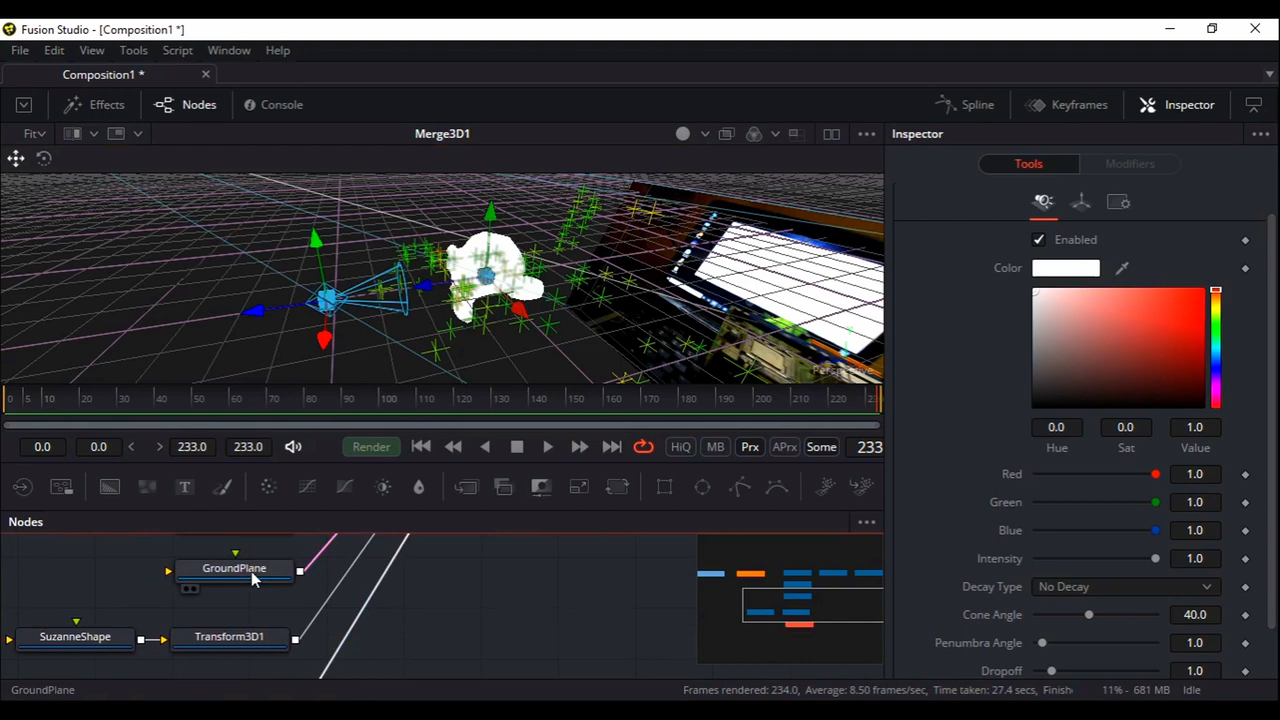 Fusion Studio - [Composition1 *]
File Edit View Tools Script Window Help
Composition1 *
Effects Nodes Console Spline Keyframes Inspector
Fit Merge3D1 Inspector
Tools Modifiers
Enabled
Color
Perspective
0 5 10 20 30 40 50 60 70 80 90 100 110 120 130 140 150 160 170 180 190 200 210 220
0.0 0.0 1.0
Hue Sat Value
0.0 0.0 < > 233.0 233.0 Render HiQ MB Prx APrx Some 233
Red 1.0
Green 1.0
Blue 1.0
Intensity 1.0
Decay Type No Decay
Cone Angle 40.0
Penumbra Angle 1.0
Dropoff 1.0
Nodes
GroundPlane
SuzanneShape Transform3D1
GroundPlane Frames rendered: 234.0, Average: 8.50 frames/sec, Time taken: 27.4 secs, Finish 11% - 681 MB Idle